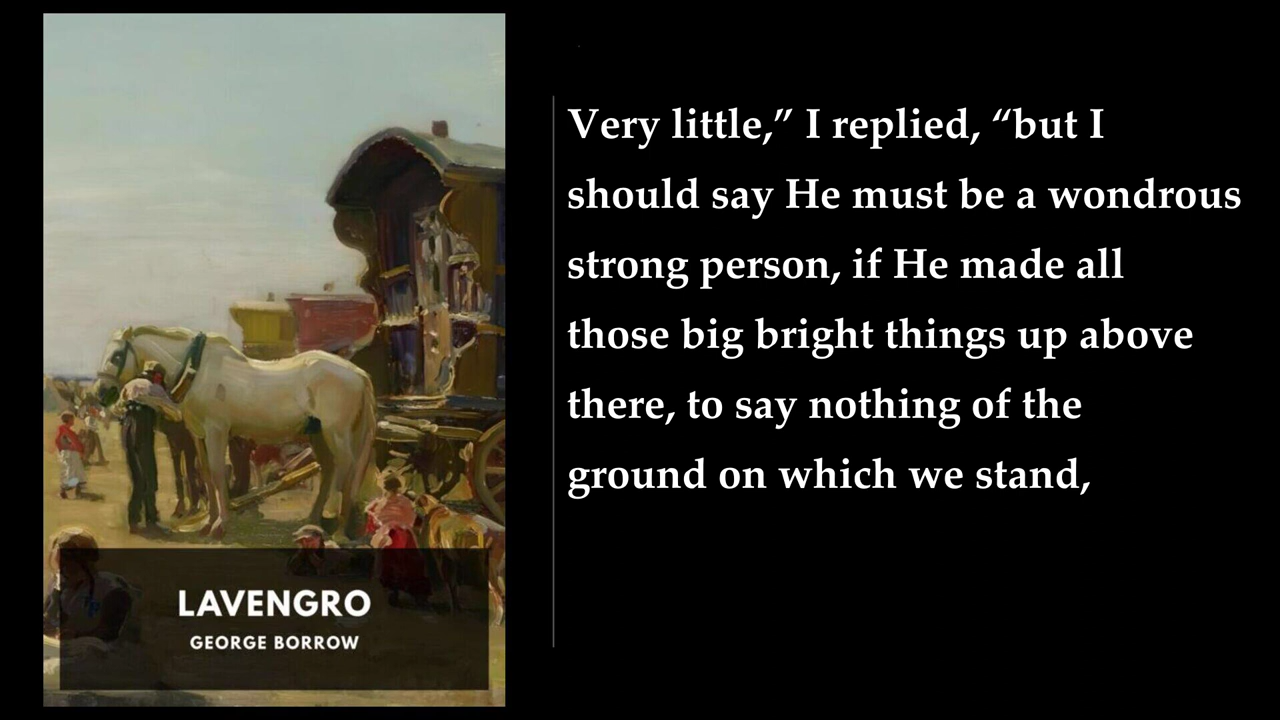 Very little,” I replied, “but I
should say He must be a wondrous
strong person, if He made all
those big bright things up above
there, to say nothing of the
ground on which we stand,
LAVENGRO
GEORGE BORROW